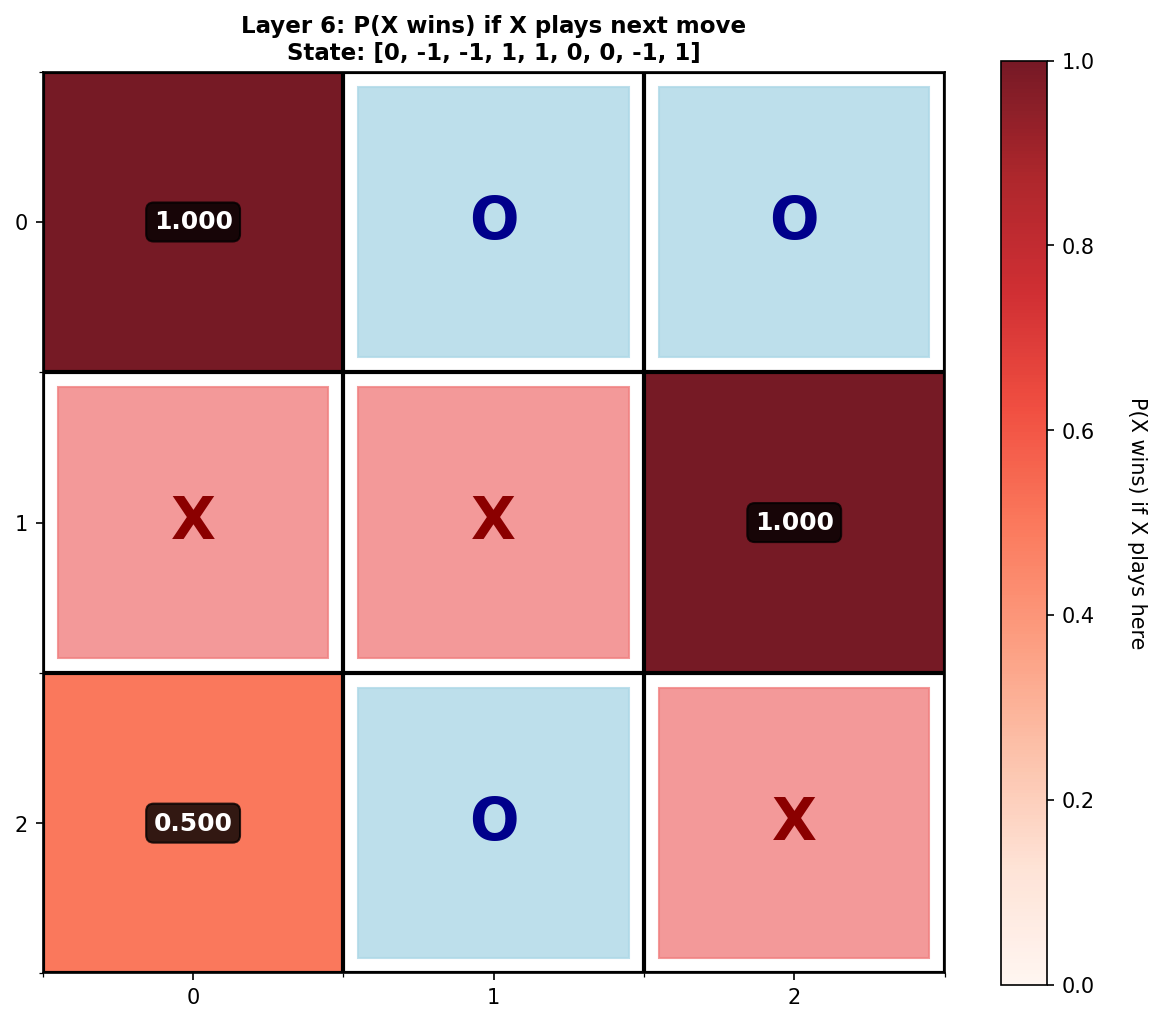 Layer 6: P(X wins) if X plays next move
State: [0, -1, -1, 1, 1, 0, 0, -1, 1]
0
1.000
O
O
1
X
X
1.000
2
0.500
O
X
0
1
2
1.0
0.8
0.6
0.4
0.2
0.0
P(X wins) if X plays here